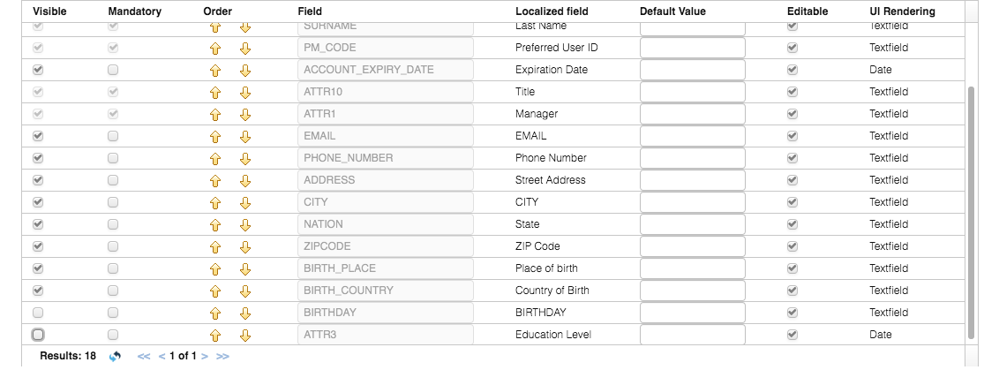 Visible Mandatory Order Field Localized field Default Value Editable UI Rendering
SURNAME Last Name Textfield
PM_CODE Preferred User ID Textfield
ACCOUNT_EXPIRY_DATE Expiration Date Date
ATTR10 Title Textfield
ATTR1 Manager Textfield
EMAIL EMAIL Textfield
PHONE_NUMBER Phone Number Textfield
ADDRESS Street Address Textfield
CITY CITY Textfield
NATION State Textfield
ZIPCODE ZIP Code Textfield
BIRTH_PLACE Place of birth Textfield
BIRTH_COUNTRY Country of Birth Textfield
BIRTHDAY BIRTHDAY Textfield
ATTR3 Education Level Date
Results: 18 << < 1 of 1 > >>